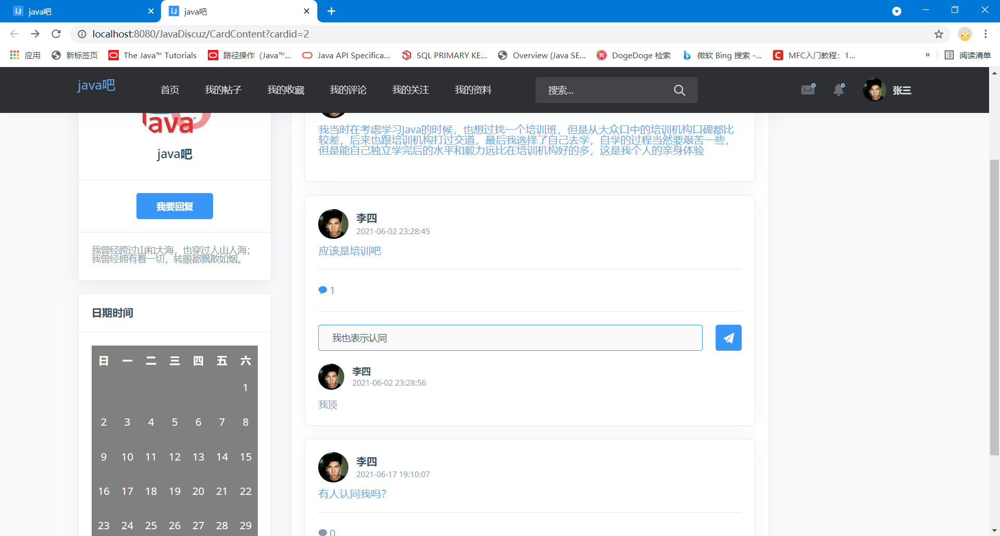 java吧
java吧
localhost:8080/JavaDiscuz/CardContent?cardid=2
应用
新标签页
The Java™ Tutorials
路径操作（Java™...
Java API Specifica...
SQL PRIMARY KE...
Overview (Java SE...
DogeDoge 检索
微软 Bing 搜索 -...
MFC入门教程：1...
»
阅读清单
java吧
首页
我的帖子
我的收藏
我的评论
我的关注
我的资料
搜索...
张三
Java™
java吧
我要回复
我曾经跨过山和大海，也穿过人山人海；
我曾经拥有着一切，转眼都飘散如烟。
日期时间
日 一 二 三 四 五 六
1
2 3 4 5 6 7 8
9 10 11 12 13 14 15
16 17 18 19 20 21 22
23 24 25 26 27 28 29
我当时在考虑学习Java的时候，也想过找一个培训班，但是从大众口中的培训机构口碑都比
较差，后来也跟培训机构打过交道，最后我选择了自己去学，自学的过程当然要艰苦一些，
但是能自己独立学完后的水平和毅力远比在培训机构好的多，这是我个人的亲身体验
李四
2021-06-02 23:28:45
应该是培训吧
1
我也表示认同
李四
2021-06-02 23:28:56
我顶
李四
2021-06-17 19:10:07
有人认同我吗？
0